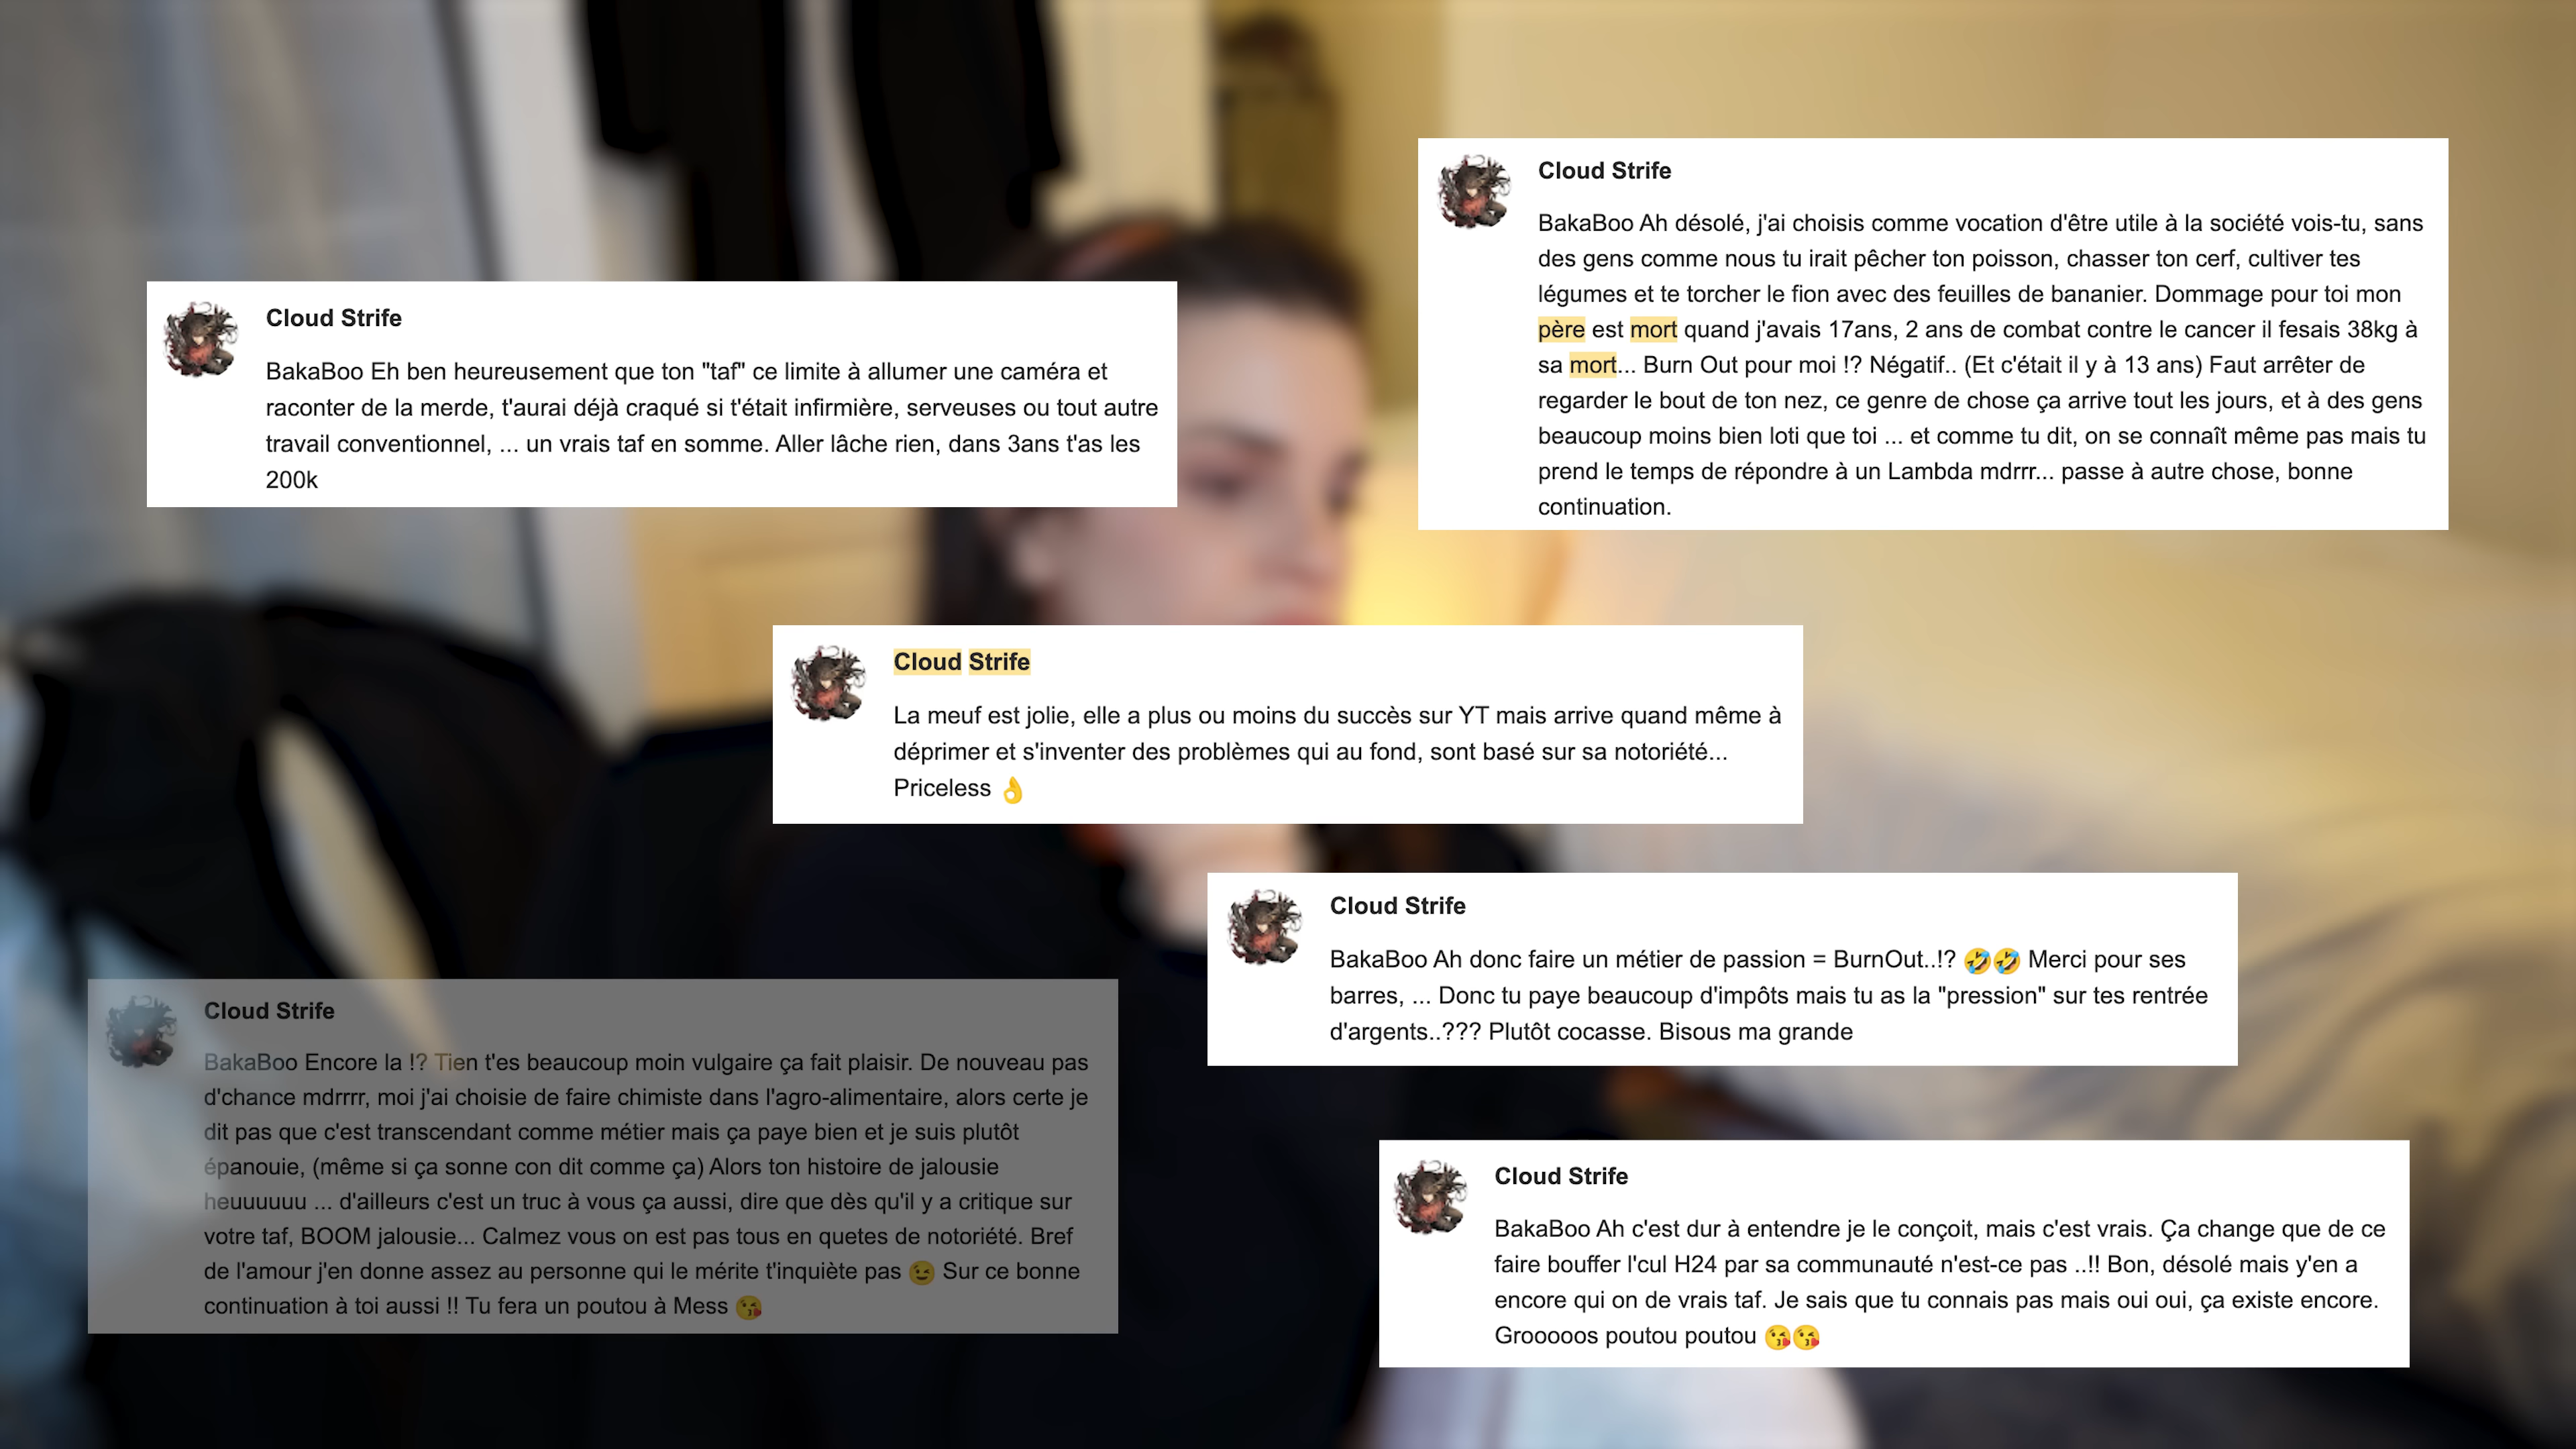 Cloud Strife
BakaBoo Eh ben heureusement que ton "taf" ce limite à allumer une caméra et
raconter de la merde, t'aurai déjà craqué si t'était infirmière, serveuses ou tout autre
travail conventionnel, ... un vrais taf en somme. Aller lâche rien, dans 3ans t'as les
200k
Cloud Strife
BakaBoo Ah désolé, j'ai choisis comme vocation d'être utile à la société vois-tu, sans
des gens comme nous tu irait pêcher ton poisson, chasser ton cerf, cultiver tes
légumes et te torcher le fion avec des feuilles de bananier. Dommage pour toi mon
père est mort quand j'avais 17ans, 2 ans de combat contre le cancer il fesais 38kg à
sa mort... Burn Out pour moi !? Négatif.. (Et c'était il y à 13 ans) Faut arrêter de
regarder le bout de ton nez, ce genre de chose ça arrive tout les jours, et à des gens
beaucoup moins bien loti que toi ... et comme tu dit, on se connaît même pas mais tu
prend le temps de répondre à un Lambda mdrrr... passe à autre chose, bonne
continuation.
Cloud Strife
La meuf est jolie, elle a plus ou moins du succès sur YT mais arrive quand même à
déprimer et s'inventer des problèmes qui au fond, sont basé sur sa notoriété...
Priceless 👌
Cloud Strife
BakaBoo Ah donc faire un métier de passion = BurnOut..!? 🤣🤣 Merci pour ses
barres, ... Donc tu paye beaucoup d'impôts mais tu as la "pression" sur tes rentrée
d'argents..??? Plutôt cocasse. Bisous ma grande
Cloud Strife
BakaBoo Encore la !? Tien t'es beaucoup moin vulgaire ça fait plaisir. De nouveau pas
d'chance mdrrrr, moi j'ai choisie de faire chimiste dans l'agro-alimentaire, alors certe je
dit pas que c'est transcendant comme métier mais ça paye bien et je suis plutôt
épanouie, (même si ça sonne con dit comme ça) Alors ton histoire de jalousie
heuuuuuu ... d'ailleurs c'est un truc à vous ça aussi, dire que dès qu'il y a critique sur
votre taf, BOOM jalousie... Calmez vous on est pas tous en quetes de notoriété. Bref
de l'amour j'en donne assez au personne qui le mérite t'inquiète pas 😉 Sur ce bonne
continuation à toi aussi !! Tu fera un poutou à Mess 😘
Cloud Strife
BakaBoo Ah c'est dur à entendre je le conçoit, mais c'est vrais. Ça change que de ce
faire bouffer l'cul H24 par sa communauté n'est-ce pas ..!! Bon, désolé mais y'en a
encore qui on de vrais taf. Je sais que tu connais pas mais oui oui, ça existe encore.
Grooooos poutou poutou 😘😘